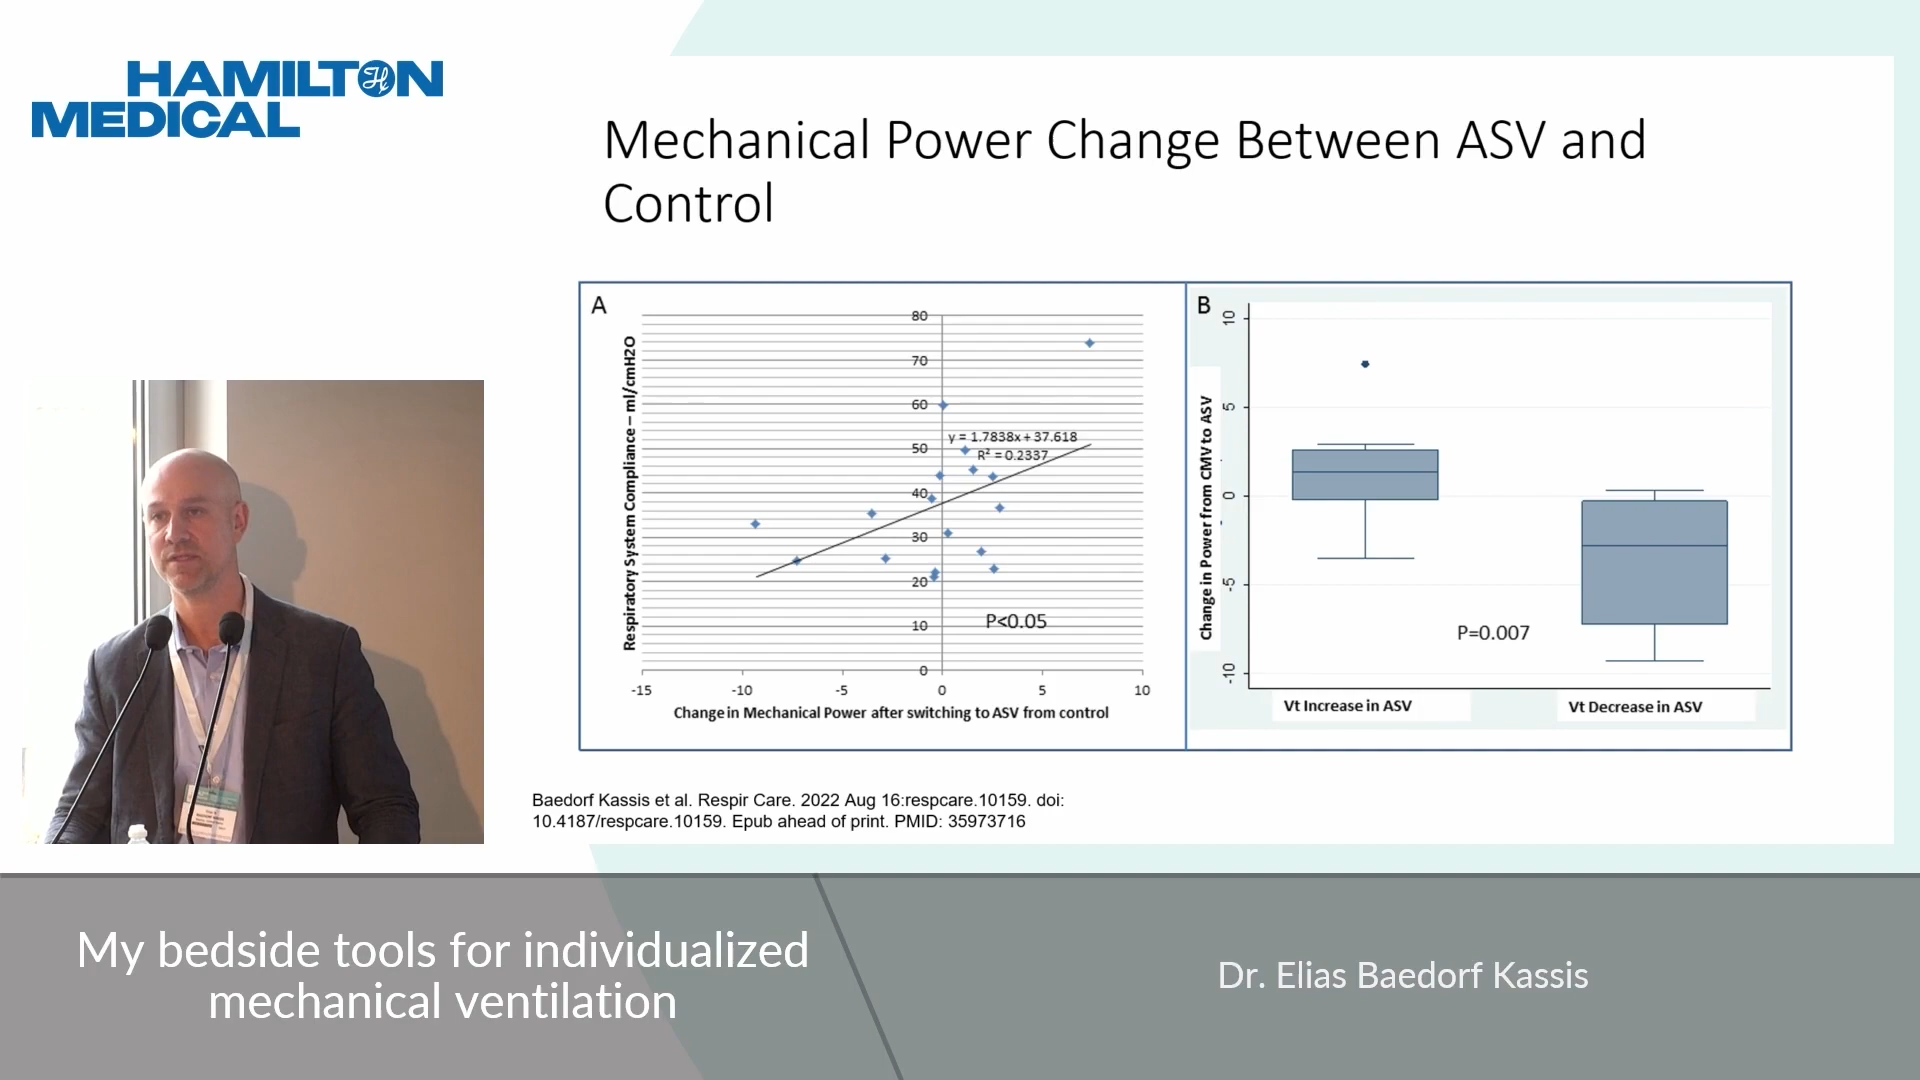 HAMILTON
MEDICAL
Mechanical Power Change Between ASV and
Control
A
Respiratory System Compliance – ml/cmH2O
80
70
60
50
40
30
20
10
0
-15
-10
-5
0
5
10
y = 1.7838x + 37.618
R² = 0.2337
P<0.05
Change in Mechanical Power after switching to ASV from control
B
Change in Power from CMV to ASV
10
5
0
-5
-10
P=0.007
Vt Increase in ASV
Vt Decrease in ASV
Baedorf Kassis et al. Respir Care. 2022 Aug 16:respcare.10159. doi:
10.4187/respcare.10159. Epub ahead of print. PMID: 35973716
My bedside tools for individualized
mechanical ventilation
Dr. Elias Baedorf Kassis